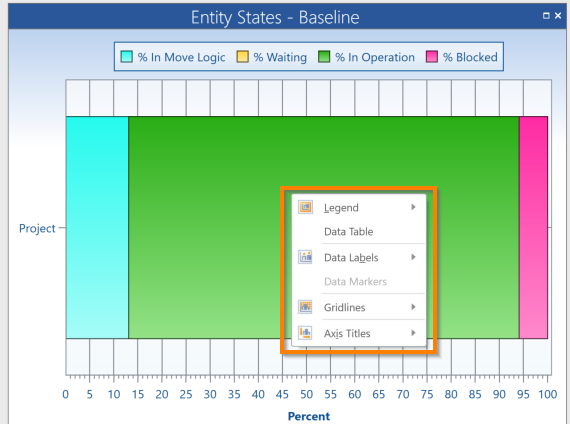 Entity States - Baseline
% In Move Logic % Waiting % In Operation % Blocked
Legend
Data Table
Project
Data Labels
Data Markers
Gridlines
Axis Titles
0 5 10 15 20 25 30 35 40 45 50 55 60 65 70 75 80 85 90 95 100
Percent